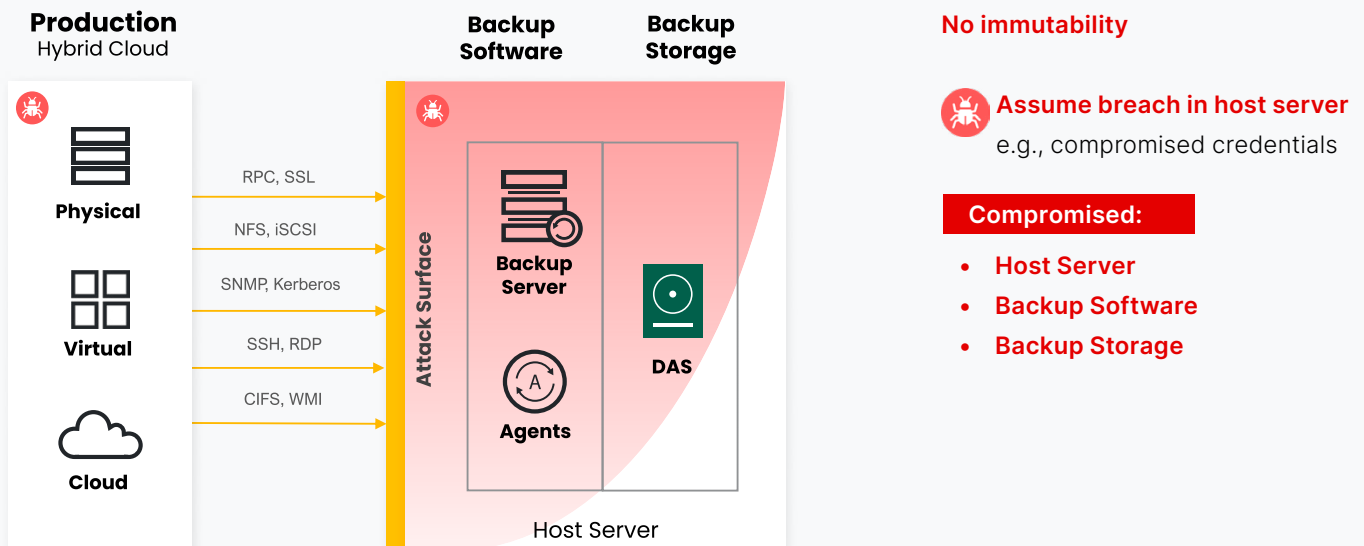 Production
Hybrid Cloud
Physical
Virtual
Cloud
RPC, SSL
NFS, iSCSI
SNMP, Kerberos
SSH, RDP
CIFS, WMI
Backup
Software
Backup
Storage
Attack Surface
Backup
Server
A
Agents
DAS
Host Server
No immutability
Assume breach in host server
e.g., compromised credentials
Compromised:
• Host Server
• Backup Software
• Backup Storage